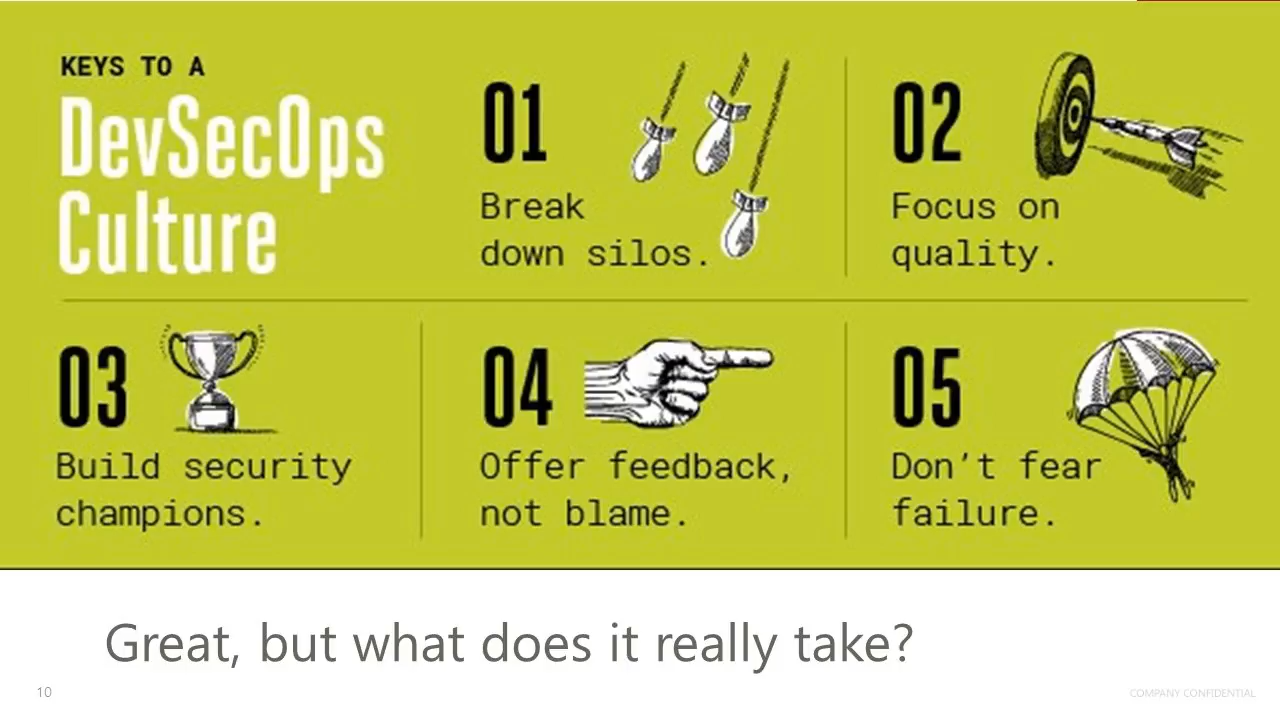 KEYS TO A
DevSecOps
Culture
01
Break
down silos.
02
Focus on
quality.
03
Build security
champions.
04
Offer feedback,
not blame.
05
Don't fear
failure.
Great, but what does it really take?
10
COMPANY CONFIDENTIAL